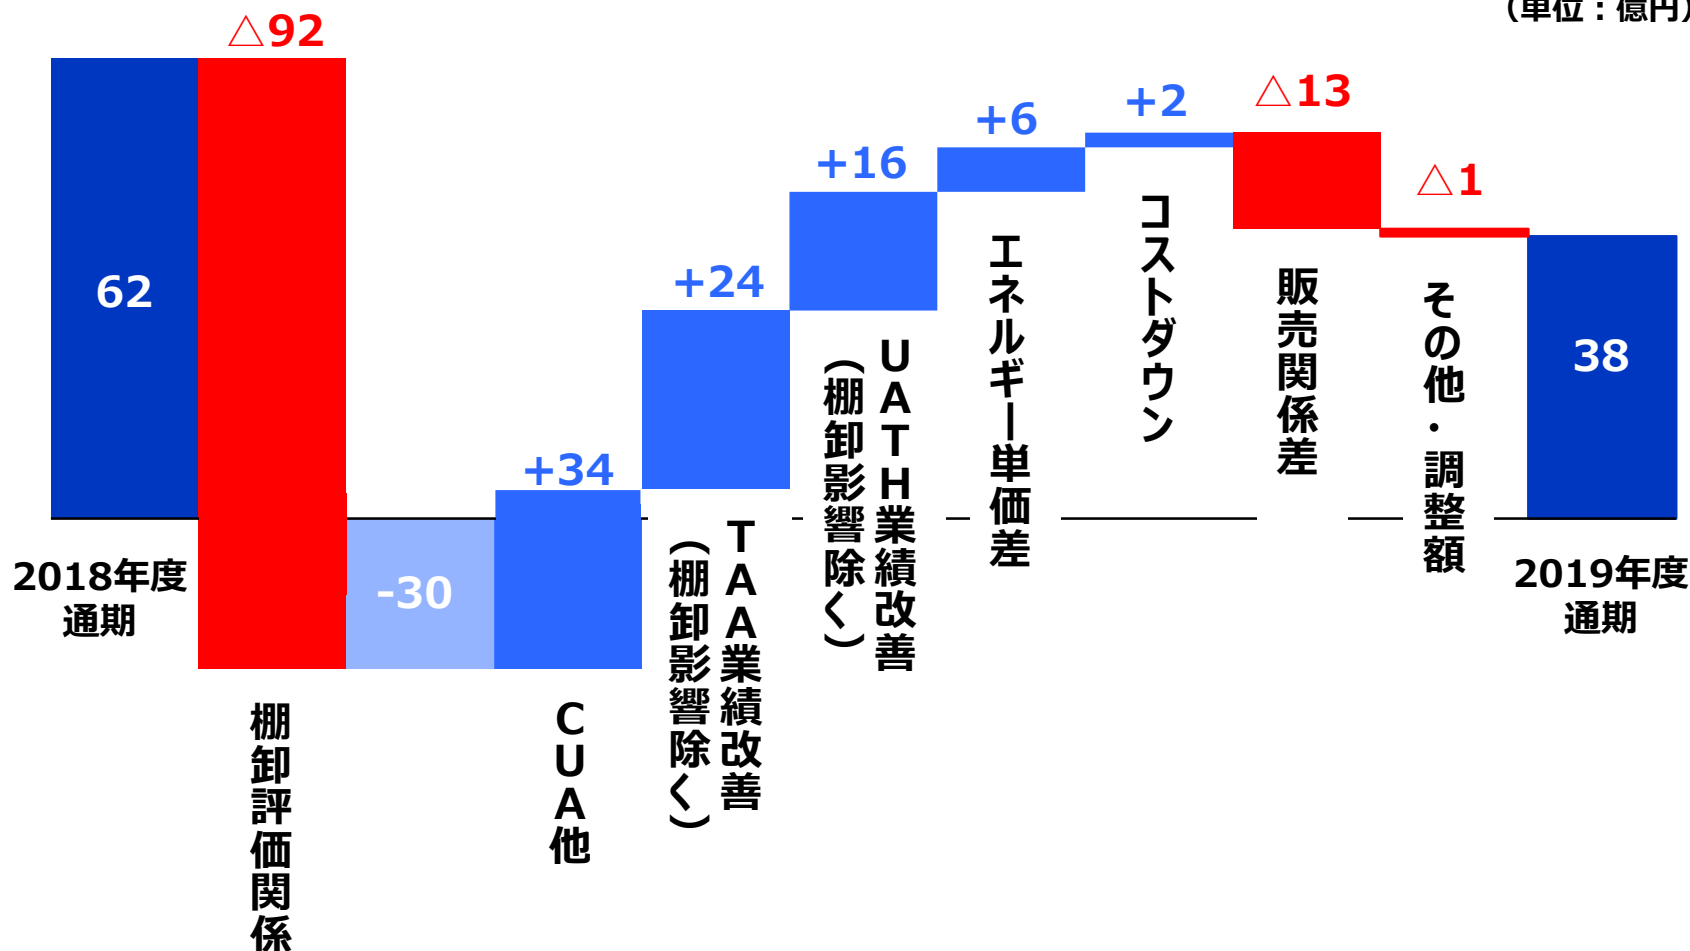 （単位：億円）
△92
62
2018年度
通期
棚卸評価関係
-30
+34
CUA他
+24
TAA業績改善
（棚卸影響除く）
+16
UATH業績改善
（棚卸影響除く）
+6
エネルギー単価差
+2
コストダウン
△13
販売関係差
△1
その他・調整額
38
2019年度
通期